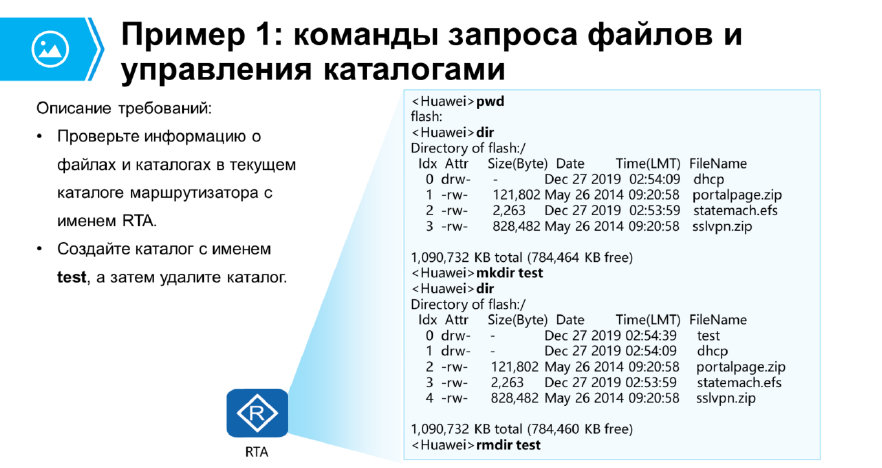 Пример 1: команды запроса файлов и
управления каталогами
Описание требований:
• Проверьте информацию о
файлах и каталогах в текущем
каталоге маршрутизатора с
именем RTA.
• Создайте каталог с именем
test, а затем удалите каталог.
R
RTA
<Huawei>pwd
flash:
<Huawei>dir
Directory of flash:/
Idx Attr Size(Byte) Date Time(LMT) FileName
0 drw- - Dec 27 2019 02:54:09 dhcp
1 -rw- 121,802 May 26 2014 09:20:58 portalpage.zip
2 -rw- 2,263 Dec 27 2019 02:53:59 statemach.efs
3 -rw- 828,482 May 26 2014 09:20:58 sslvpn.zip
1,090,732 KB total (784,464 KB free)
<Huawei>mkdir test
<Huawei>dir
Directory of flash:/
Idx Attr Size(Byte) Date Time(LMT) FileName
0 drw- - Dec 27 2019 02:54:39 test
1 drw- - Dec 27 2019 02:54:09 dhcp
2 -rw- 121,802 May 26 2014 09:20:58 portalpage.zip
3 -rw- 2,263 Dec 27 2019 02:53:59 statemach.efs
4 -rw- 828,482 May 26 2014 09:20:58 sslvpn.zip
1,090,732 KB total (784,460 KB free)
<Huawei>rmdir test